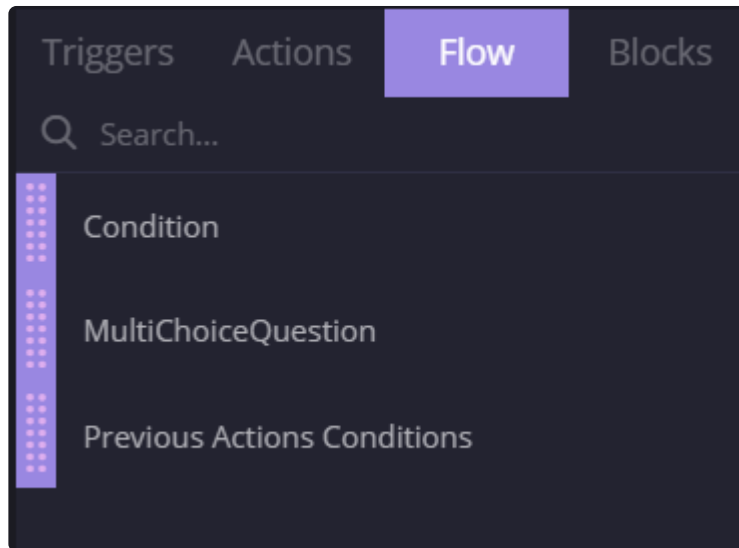 Triggers Actions Flow Blocks
Search...
Condition
MultiChoiceQuestion
Previous Actions Conditions